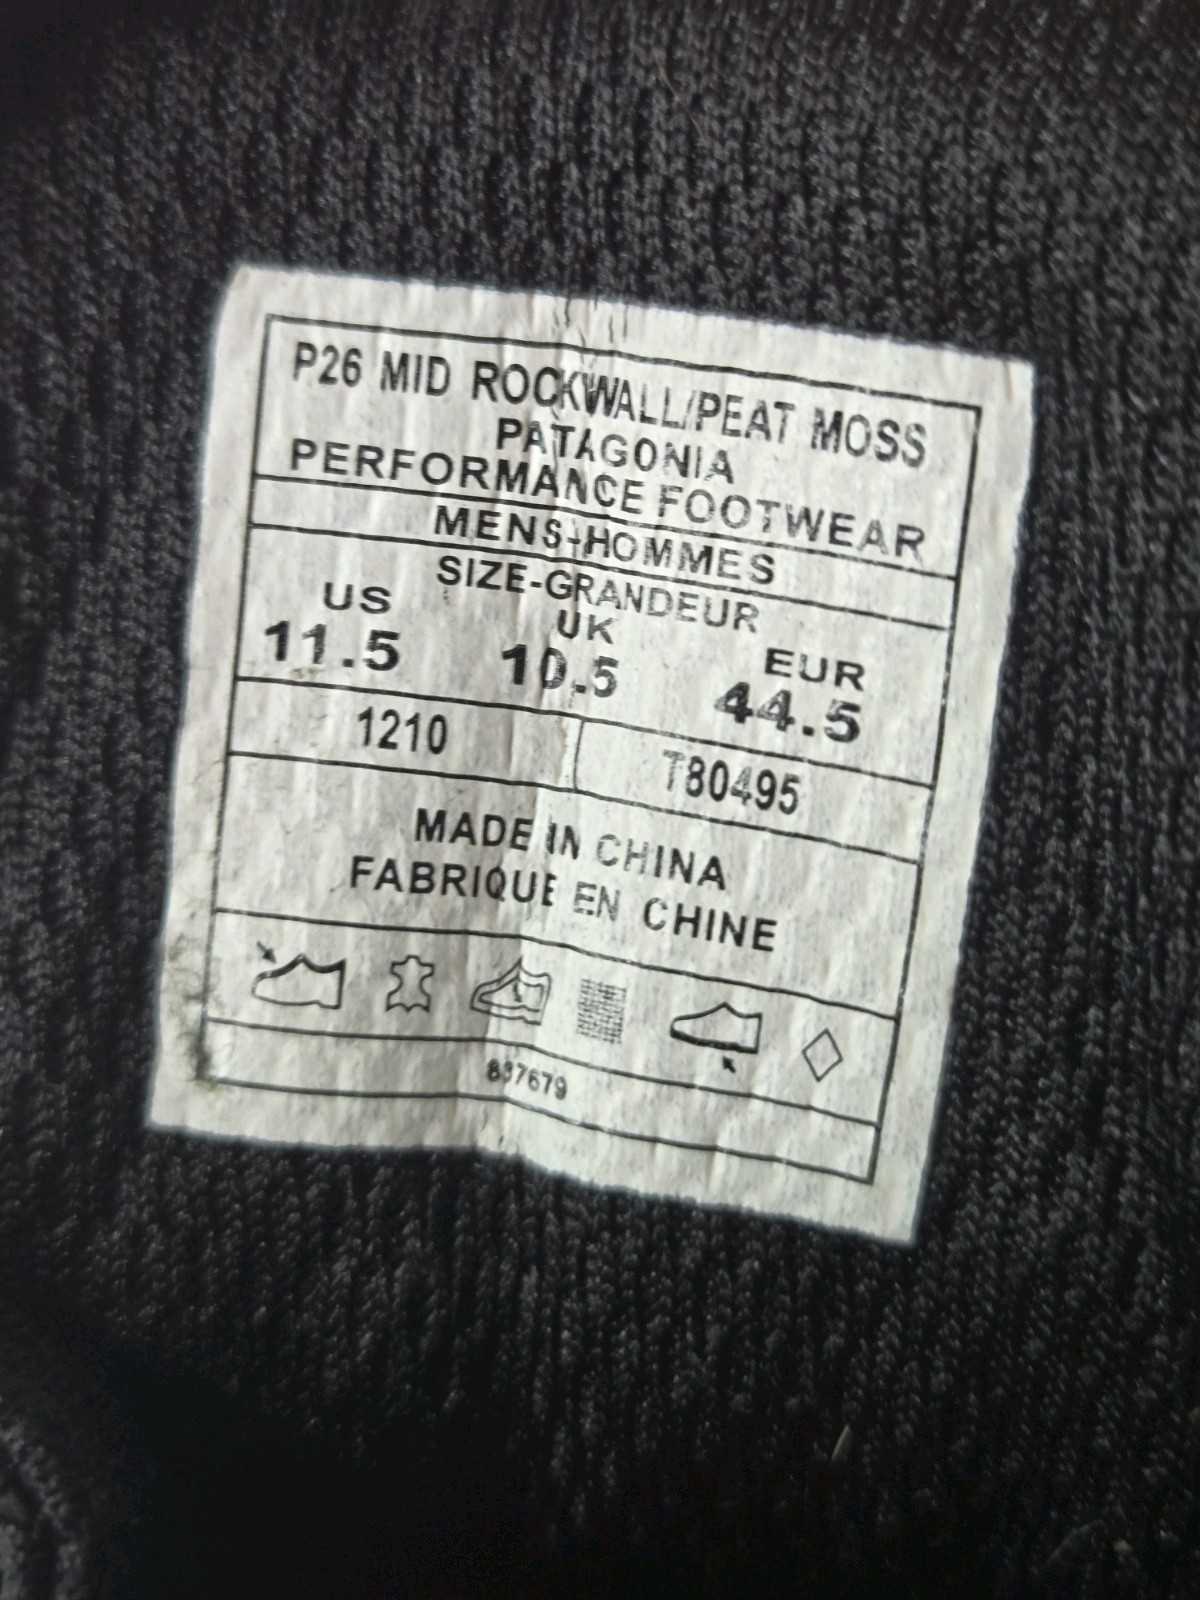 P26 MID ROCKWALL/PEAT MOSS
PATAGONIA
PERFORMANCE FOOTWEAR
MENS-HOMMES
SIZE-GRANDEUR
US UK EUR
11.5 10.5 44.5
1210 T80495
MADE IN CHINA
FABRIQUE EN CHINE
837679